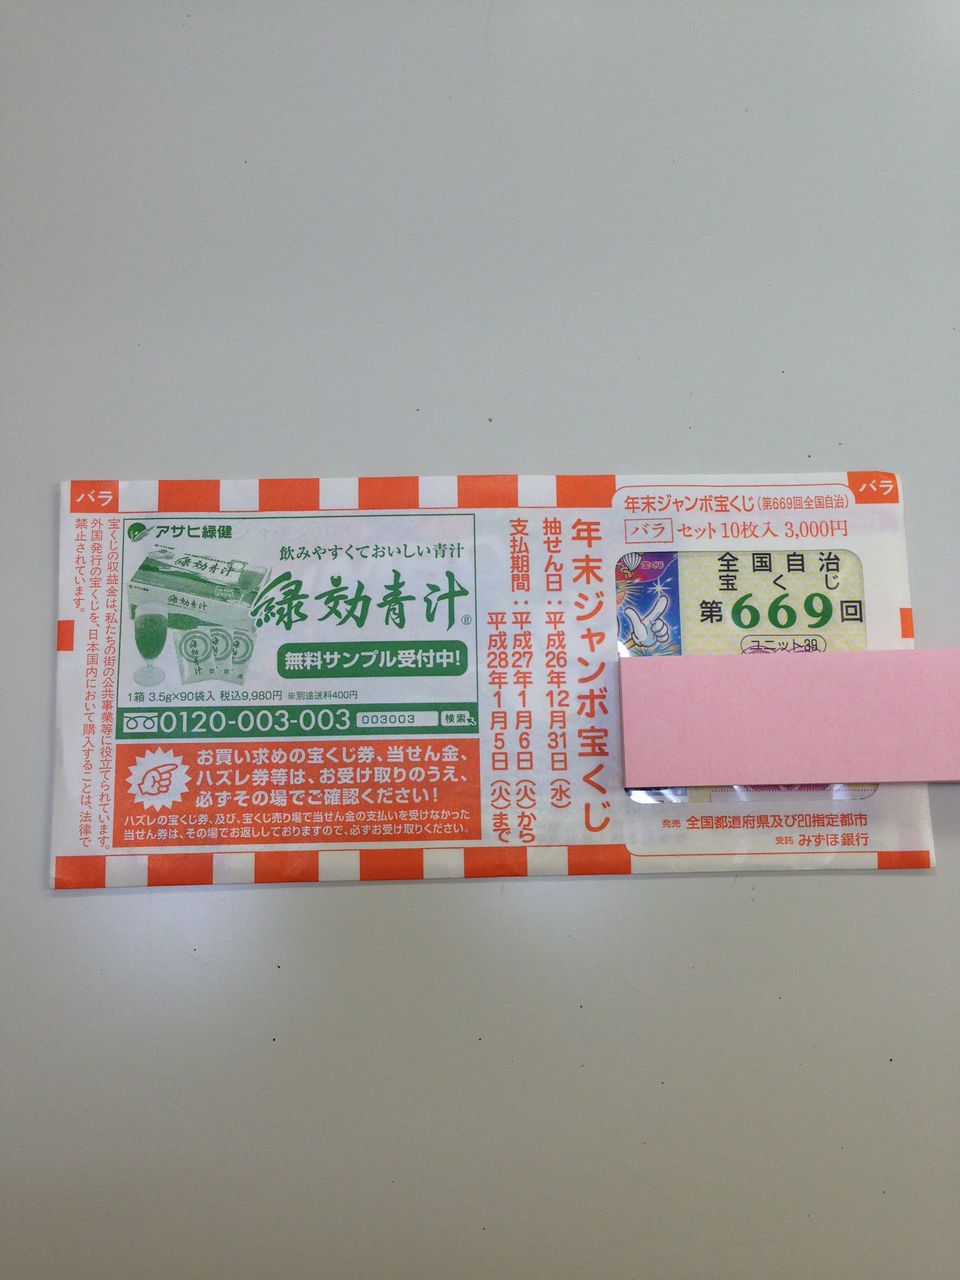 バラ
バラ
年末ジャンボ宝くじ(第669回全国自治)
バラ セット10枚入 3,000円
全国自治
宝くじ
第669回
ユニット39
発売 全国都道府県及び20指定都市
受託 みずほ銀行
年末ジャンボ宝くじ
抽せん日:平成26年12月31日(水)
支払期間:平成27年1月6日(火)から
平成28年1月5日(火)まで
アサヒ緑健
飲みやすくておいしい青汁
緑効青汁®
緑効青汁
緑効青汁
無料サンプル受付中!
1箱 3.5g×90袋入 税込9,980円 ※別途送料400円
0120-003-003 003003 検索
お買い求めの宝くじ券、当せん金、
ハズレ券等は、お受け取りのうえ、
必ずその場でご確認ください!
ハズレの宝くじ券、及び、宝くじ売り場で当せん金の支払いを受けなかった
当せん券は、その場でお返ししておりますので、必ずお受け取りください。
宝くじの収益金は、私たちの街の公共事業等に役立てられています。
外国発行の宝くじを、日本国内において購入することは、法律で
禁止されています。